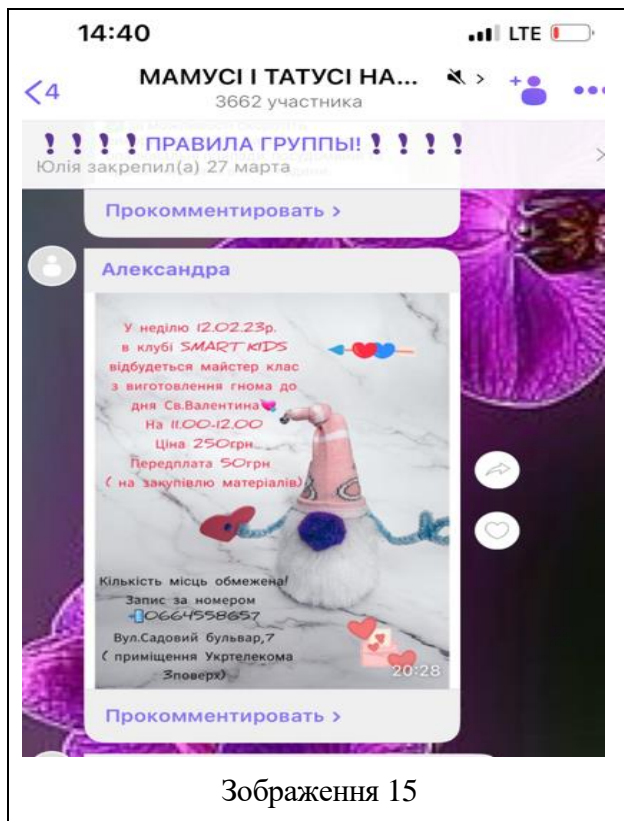 14:40
LTE
4
МАМУСІ І ТАТУСІ НА...
3662 участника
❢ ❢ ❢ ❢ ПРАВИЛА ГРУППЫ! ❢ ❢ ❢ ❢
Юлія закрепил(а) 27 марта
Прокомментировать >
Александра
У неділю 12.02.23р.
в клубі SMART KIDS
відбудеться майстер клас
з виготовлення гнома до
дня Св.Валентина
На 11.00-12.00
Ціна 250грн
Передплата 50грн
( на закупівлю матеріалів)
Кількість місць обмежена!
Запис за номером
0664558657
Вул.Садовий бульвар,7
( приміщення Укртелекома
3поверх)
20:28
Прокомментировать >
Зображення 15